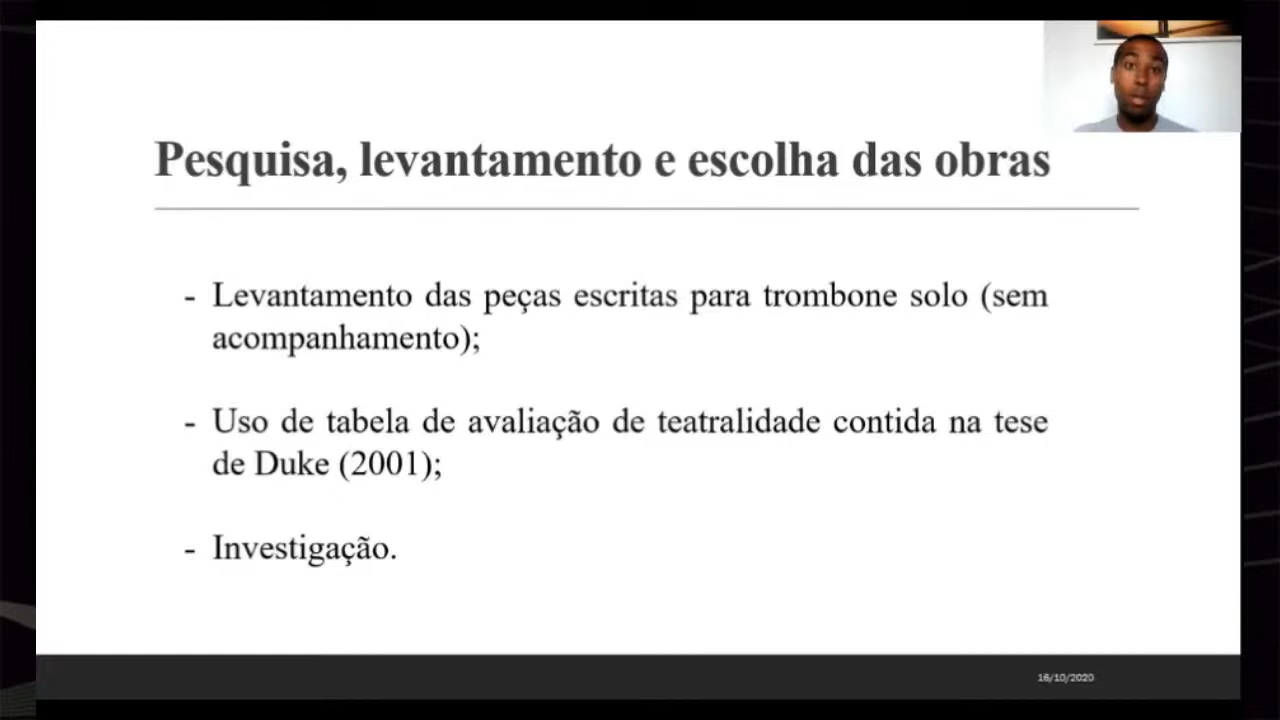 Pesquisa, levantamento e escolha das obras
- Levantamento das peças escritas para trombone solo (sem
acompanhamento);
- Uso de tabela de avaliação de teatralidade contida na tese
de Duke (2001);
- Investigação.
16/10/2020